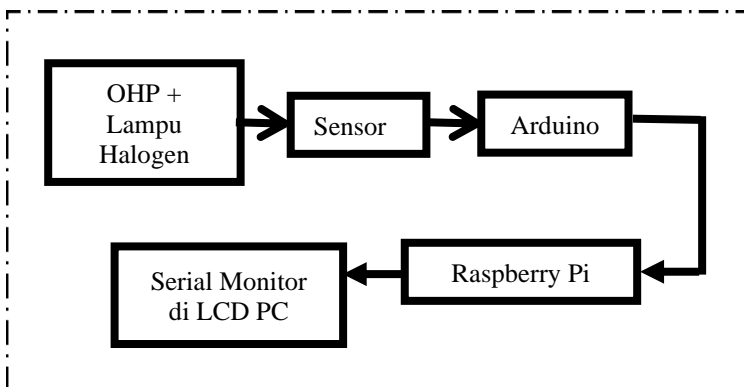 OHP +
Lampu
Halogen
Sensor
Arduino
Raspberry Pi
Serial Monitor
di LCD PC